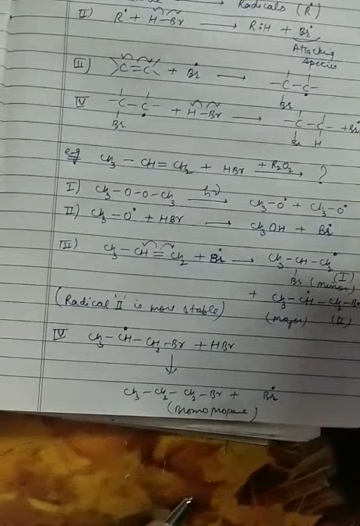 Radicals (R•)
II) R• + H–Br ⟶ R:H + Br•
Attacking
Species
III) >C=C< + Br• ⟶ –C–C•–
Br
IV –C–C•– + H–Br ⟶ –C–C– + Br•
Br Br H
e.g. CH3 – CH = CH2 + HBr + R2O2 ⟶ ?
I) CH3–O–O–CH3 hν⟶ CH3–O• + CH3–O•
II) CH3–O• + HBr ⟶ CH3OH + Br•
III) CH3–CH=CH2 + Br• ⟶ CH3–CH–CH2•
Br (minor) (I)
+ CH3–CH•–CH2–Br
(Radical 'II' is more stable) (major) (II)
IV CH3–CH•–CH2–Br + HBr
↓
CH3–CH2–CH2–Br + Br•
(Bromopropane)